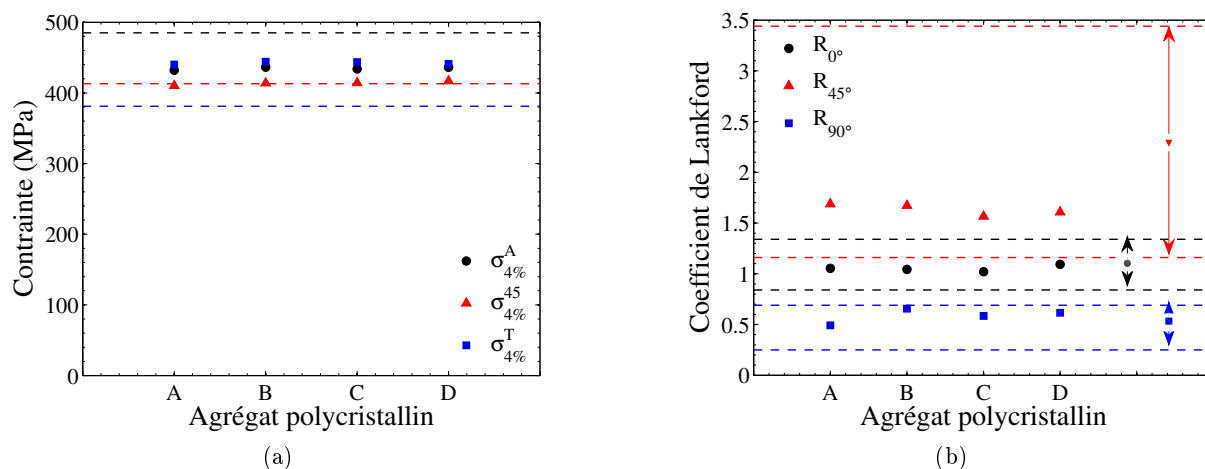 500
400
300
200
100
0
Contrainte (MPa)
σ^A_4%
σ^45_4%
σ^T_4%
A B C D
Agrégat polycristallin
(a)
3.5
3
2.5
2
1.5
1
0.5
0
Coefficient de Lankford
R_0°
R_45°
R_90°
A B C D
Agrégat polycristallin
(b)